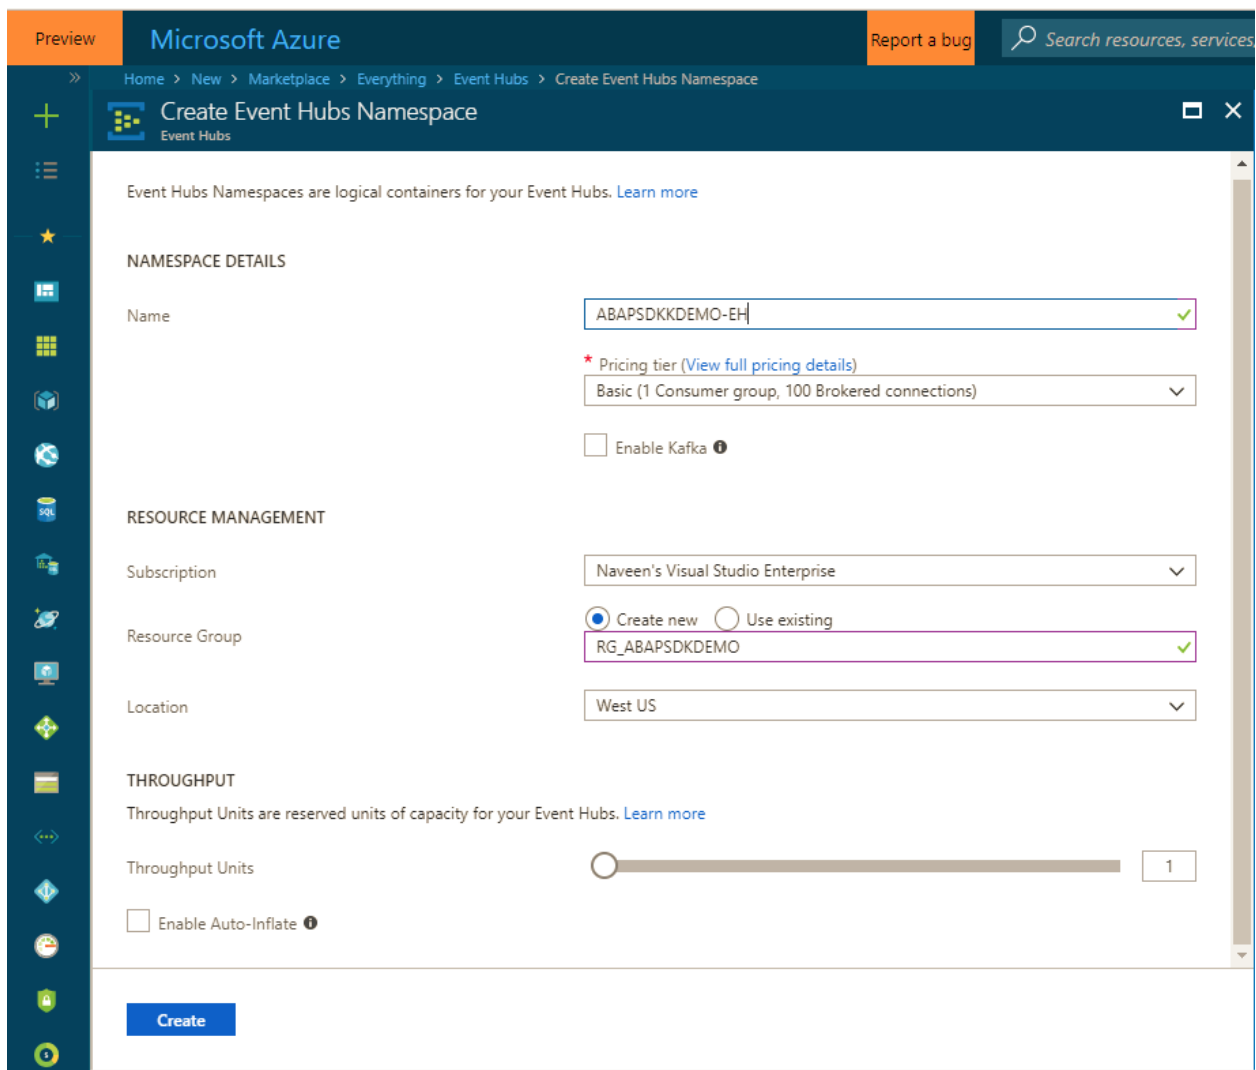 Preview
Microsoft Azure
Report a bug
Search resources, services,
Home > New > Marketplace > Everything > Event Hubs > Create Event Hubs Namespace
Create Event Hubs Namespace
Event Hubs
Event Hubs Namespaces are logical containers for your Event Hubs. Learn more
NAMESPACE DETAILS
Name
ABAPSDKKDEMO-EH
* Pricing tier (View full pricing details)
Basic (1 Consumer group, 100 Brokered connections)
Enable Kafka
RESOURCE MANAGEMENT
Subscription
Naveen's Visual Studio Enterprise
Create new
Use existing
Resource Group
RG_ABAPSDKDEMO
Location
West US
THROUGHPUT
Throughput Units are reserved units of capacity for your Event Hubs. Learn more
Throughput Units
1
Enable Auto-Inflate
Create
SQL